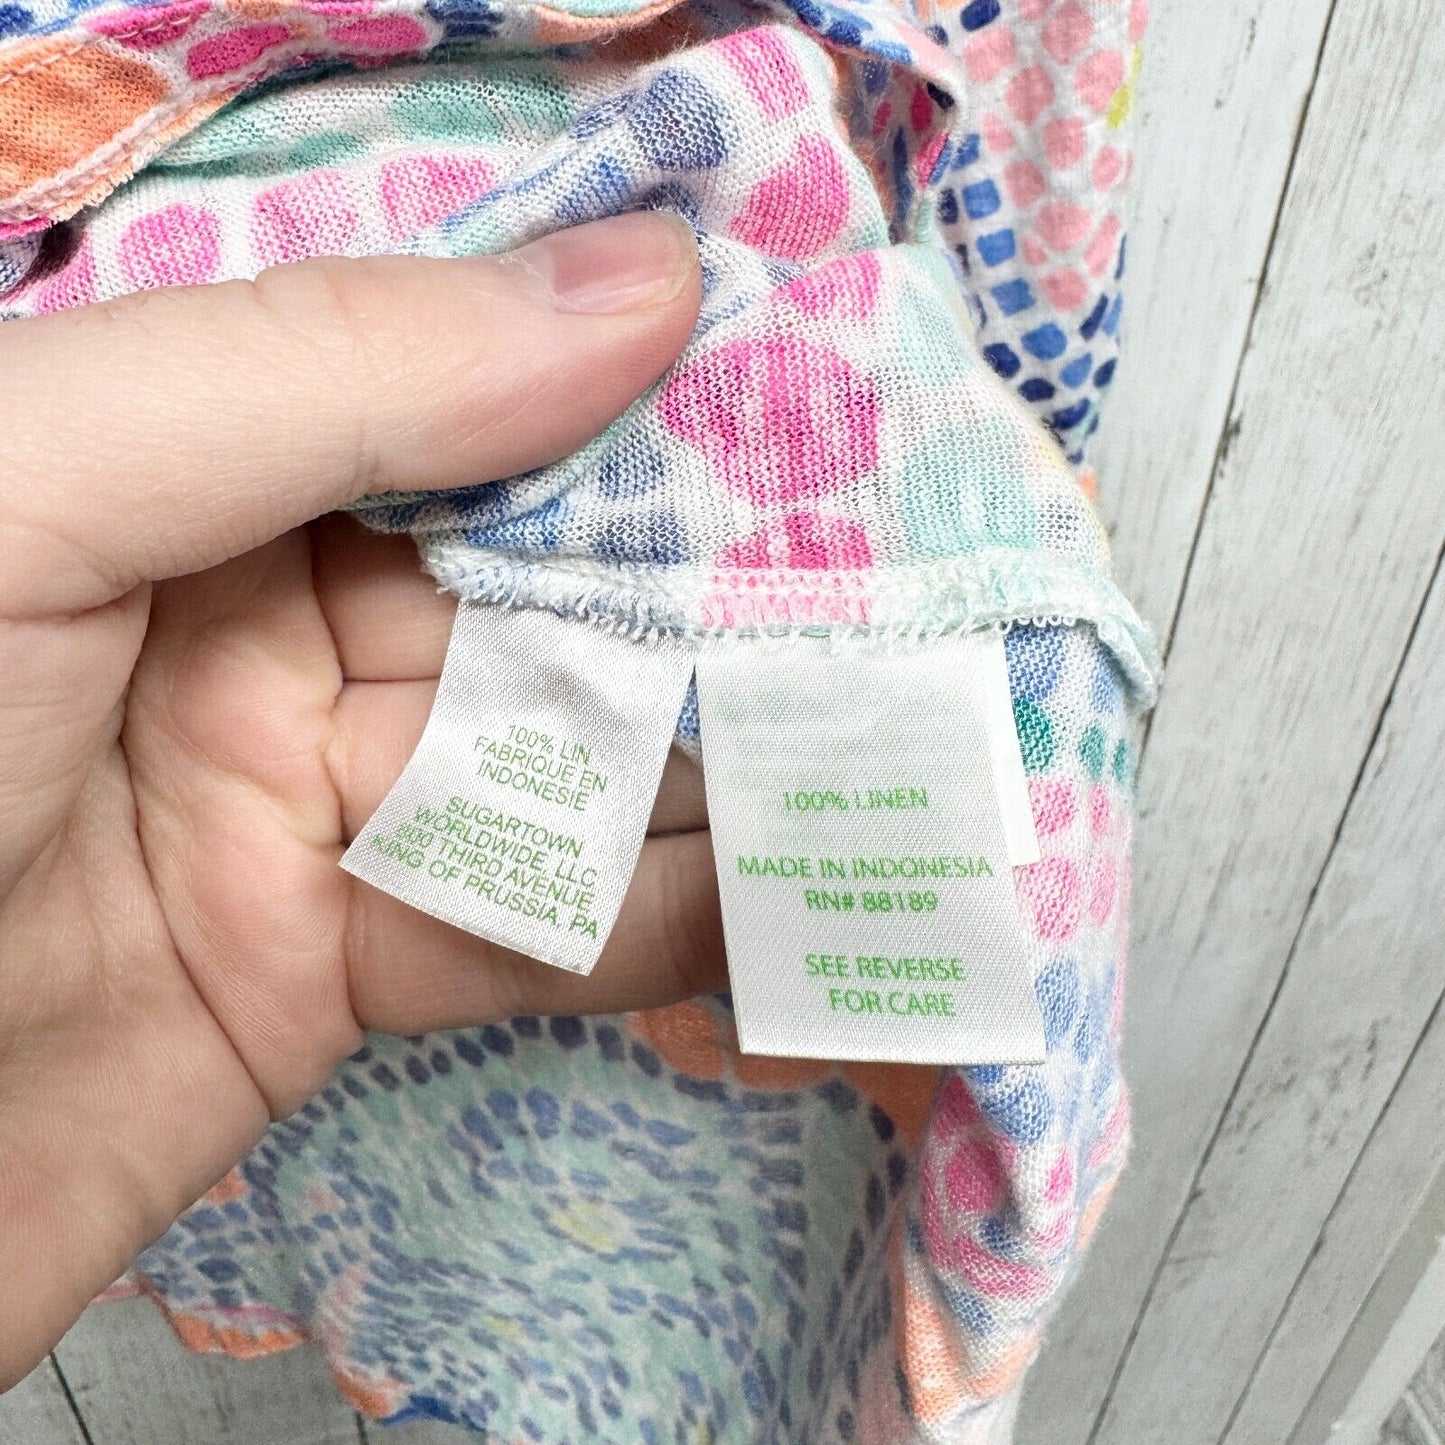 100% LIN
FABRIQUE EN
INDONESIE
SUGARTOWN
WORLDWIDE, LLC
800 THIRD AVENUE
KING OF PRUSSIA, PA
100% LINEN
MADE IN INDONESIA
RN# 88189
SEE REVERSE
FOR CARE